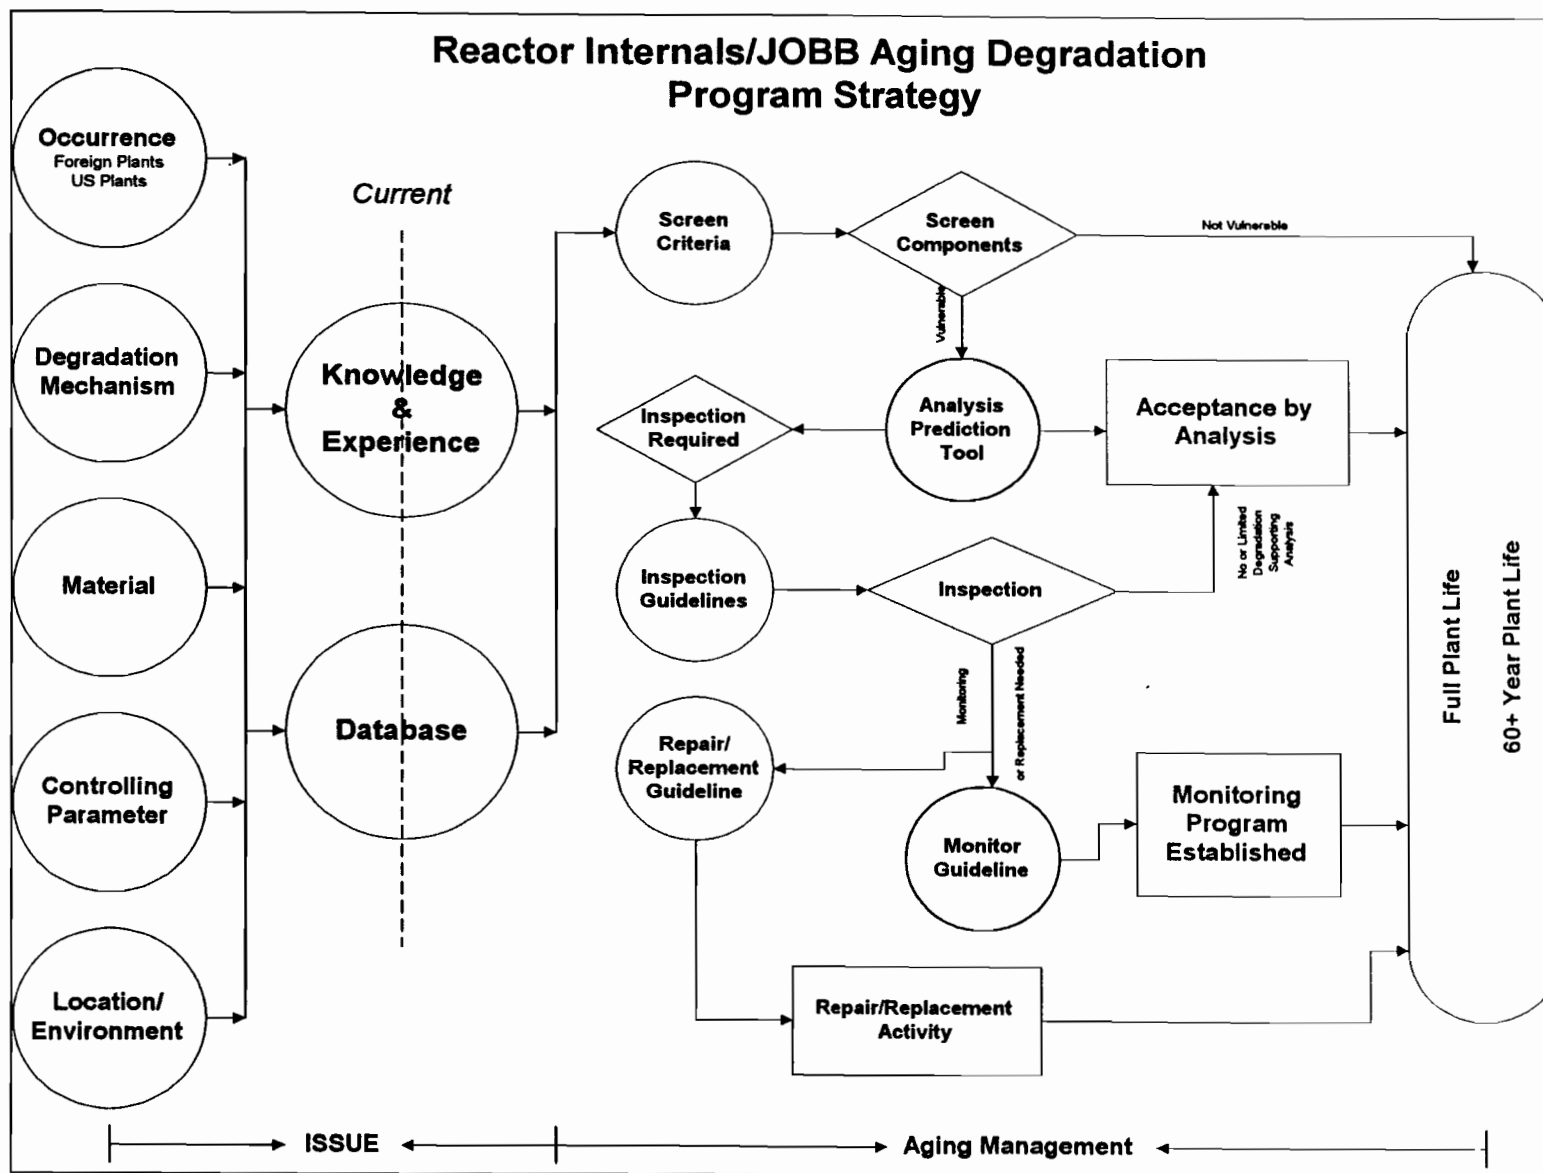 Reactor Internals/JOBB Aging Degradation
Program Strategy
Occurrence
Foreign Plants
US Plants
Current
Screen
Criteria
Screen
Components
Not Vulnerable
Vulnerable
Degradation
Mechanism
Knowledge
&
Experience
Inspection
Required
Analysis
Prediction
Tool
Acceptance by
Analysis
No or Limited
Degradation
Supporting
Analysis
Material
Inspection
Guidelines
Inspection
Full Plant Life
60+ Year Plant Life
Monitoring
or Replacement Needed
Database
Repair/
Replacement
Guideline
Controlling
Parameter
Monitor
Guideline
Monitoring
Program
Established
Location/
Environment
Repair/Replacement
Activity
ISSUE
Aging Management